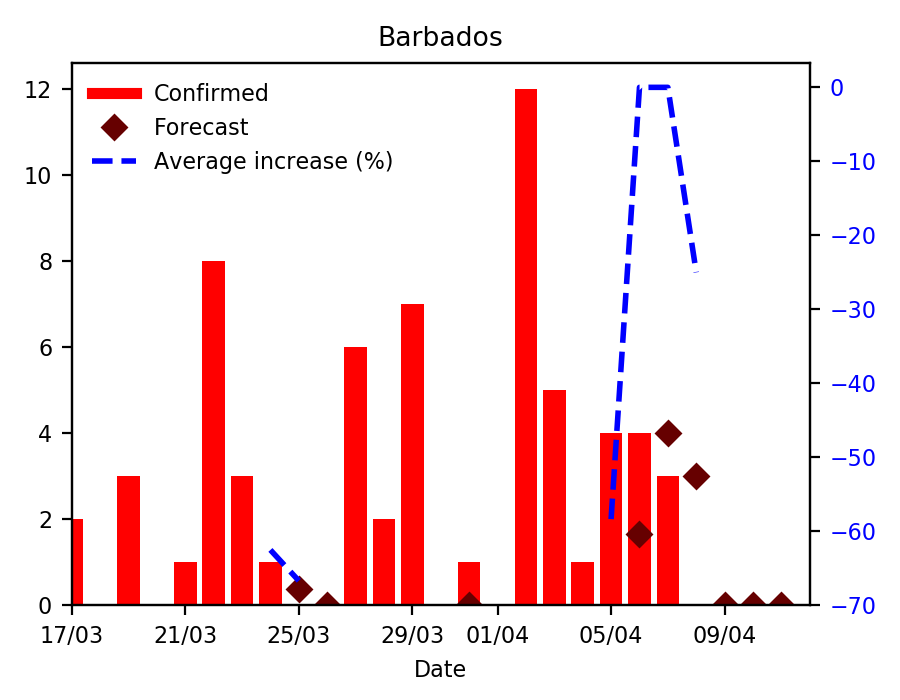 Barbados
Confirmed
Forecast
Average increase (%)
12
10
8
6
4
2
0
0
−10
−20
−30
−40
−50
−60
−70
17/03 21/03 25/03 29/03 01/04 05/04 09/04
Date